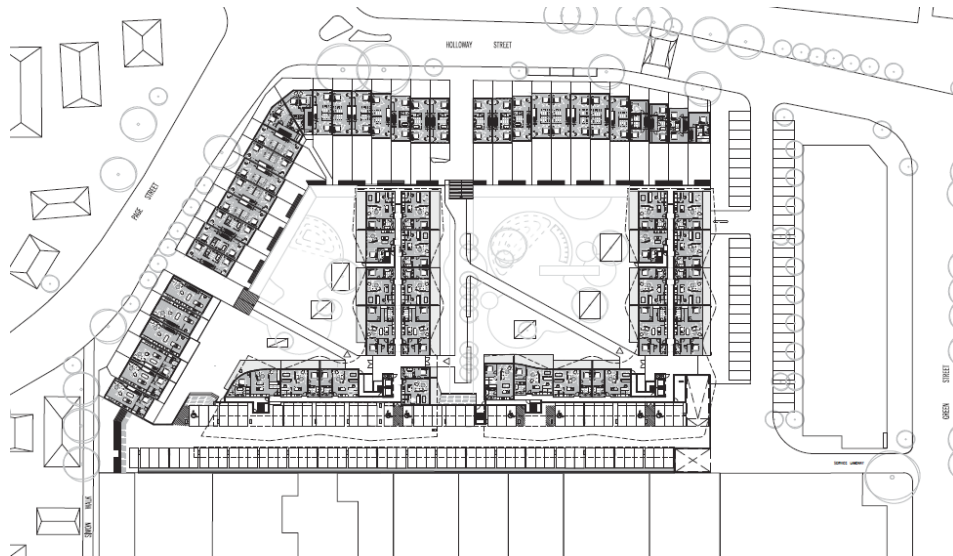 HOLLOWAY STREET
PAGE STREET
GREEN STREET
SERVICE LANEWAY
SIMON WALK